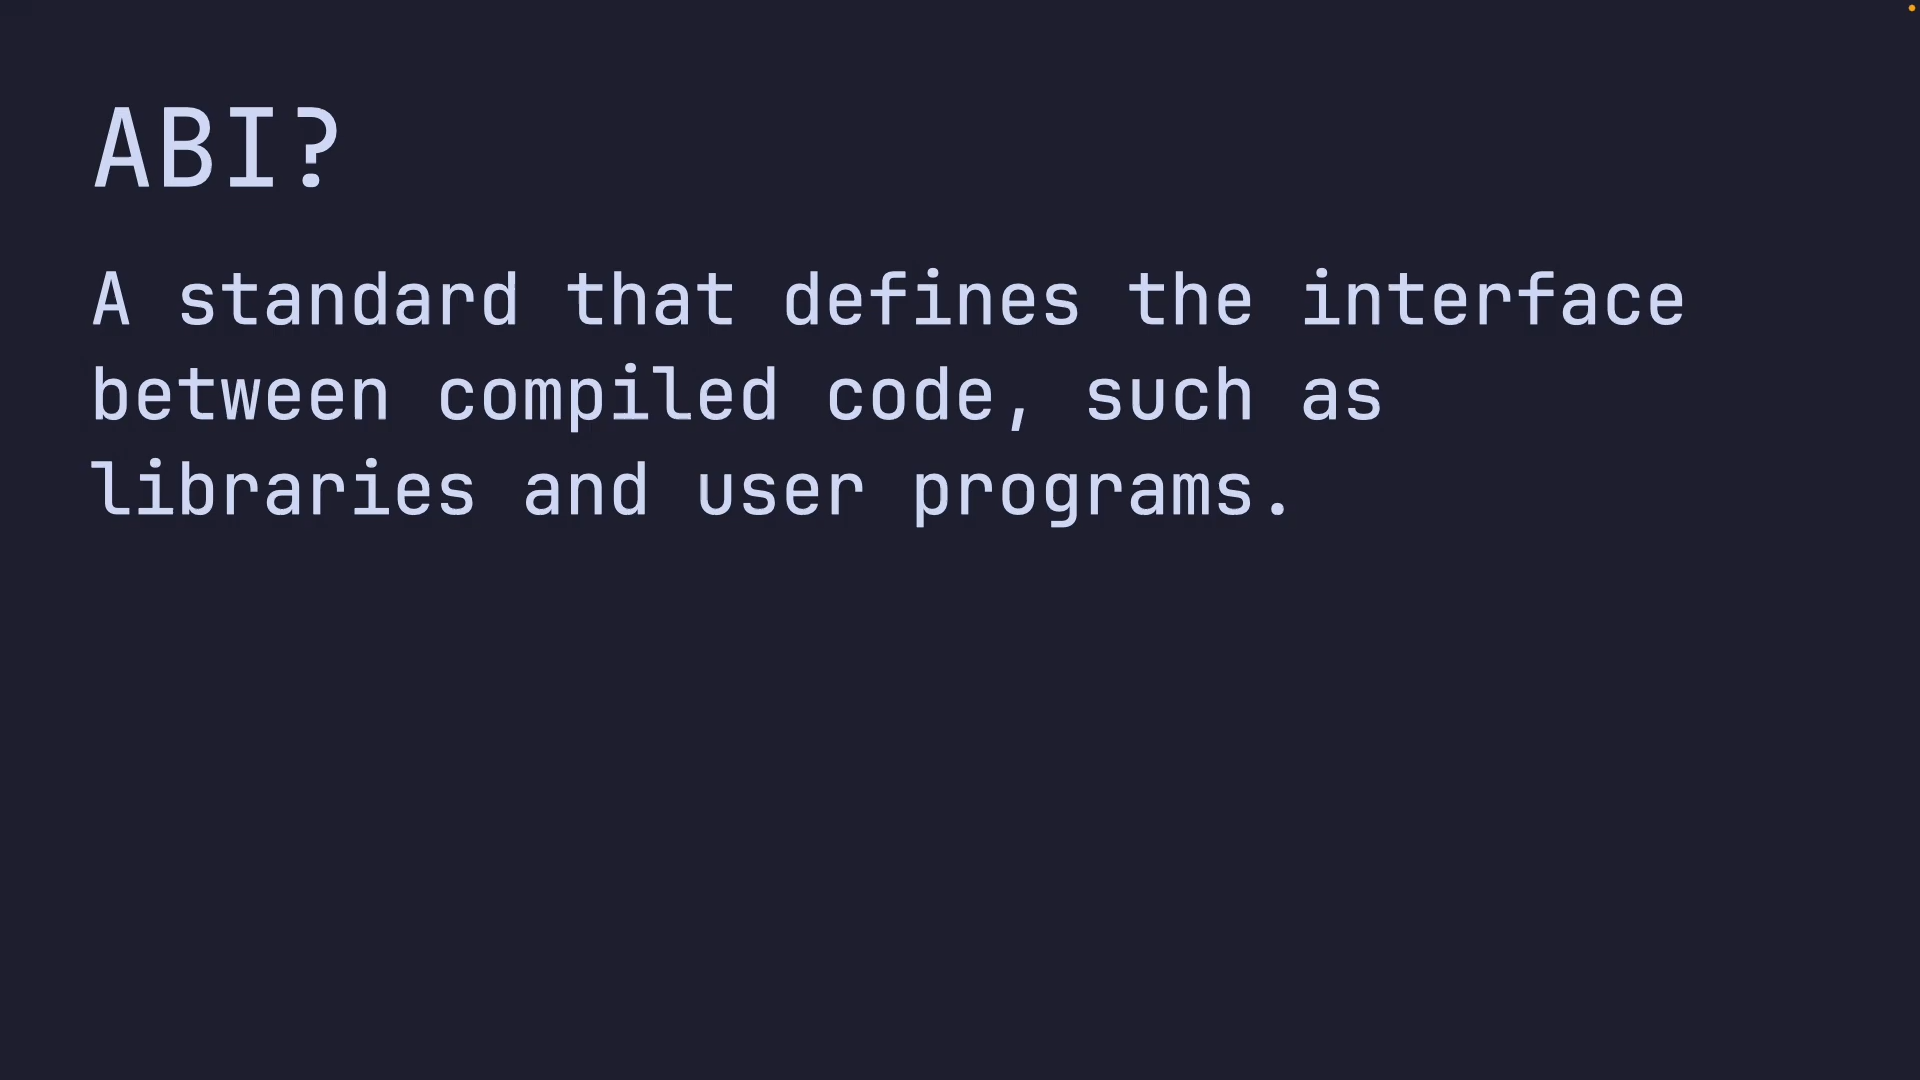 ABI?
A standard that defines the interface
between compiled code, such as
libraries and user programs.